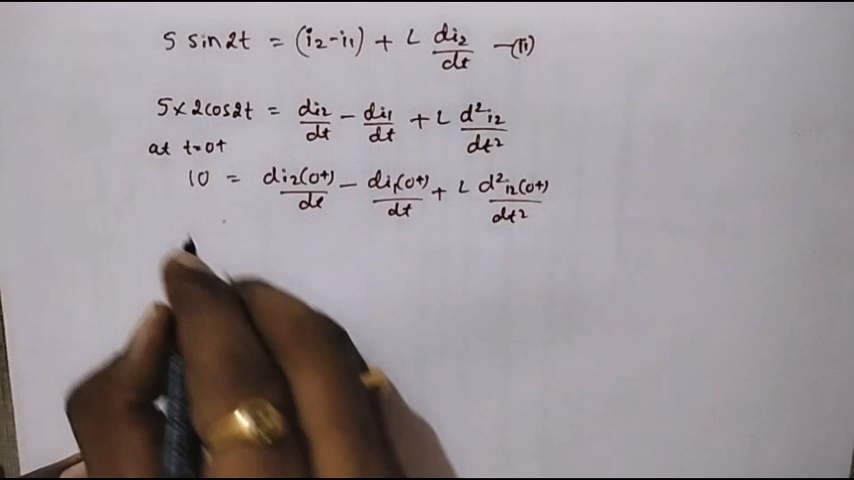 5 sin2t = (i₂-i₁) + L di₂/dt —(ii)
5×2cos2t = di₂/dt - di₁/dt + L d²i₂/dt²
at t=0+
10 = di₂(0+)/dt - di₁(0+)/dt + L d²i₂(0+)/dt²